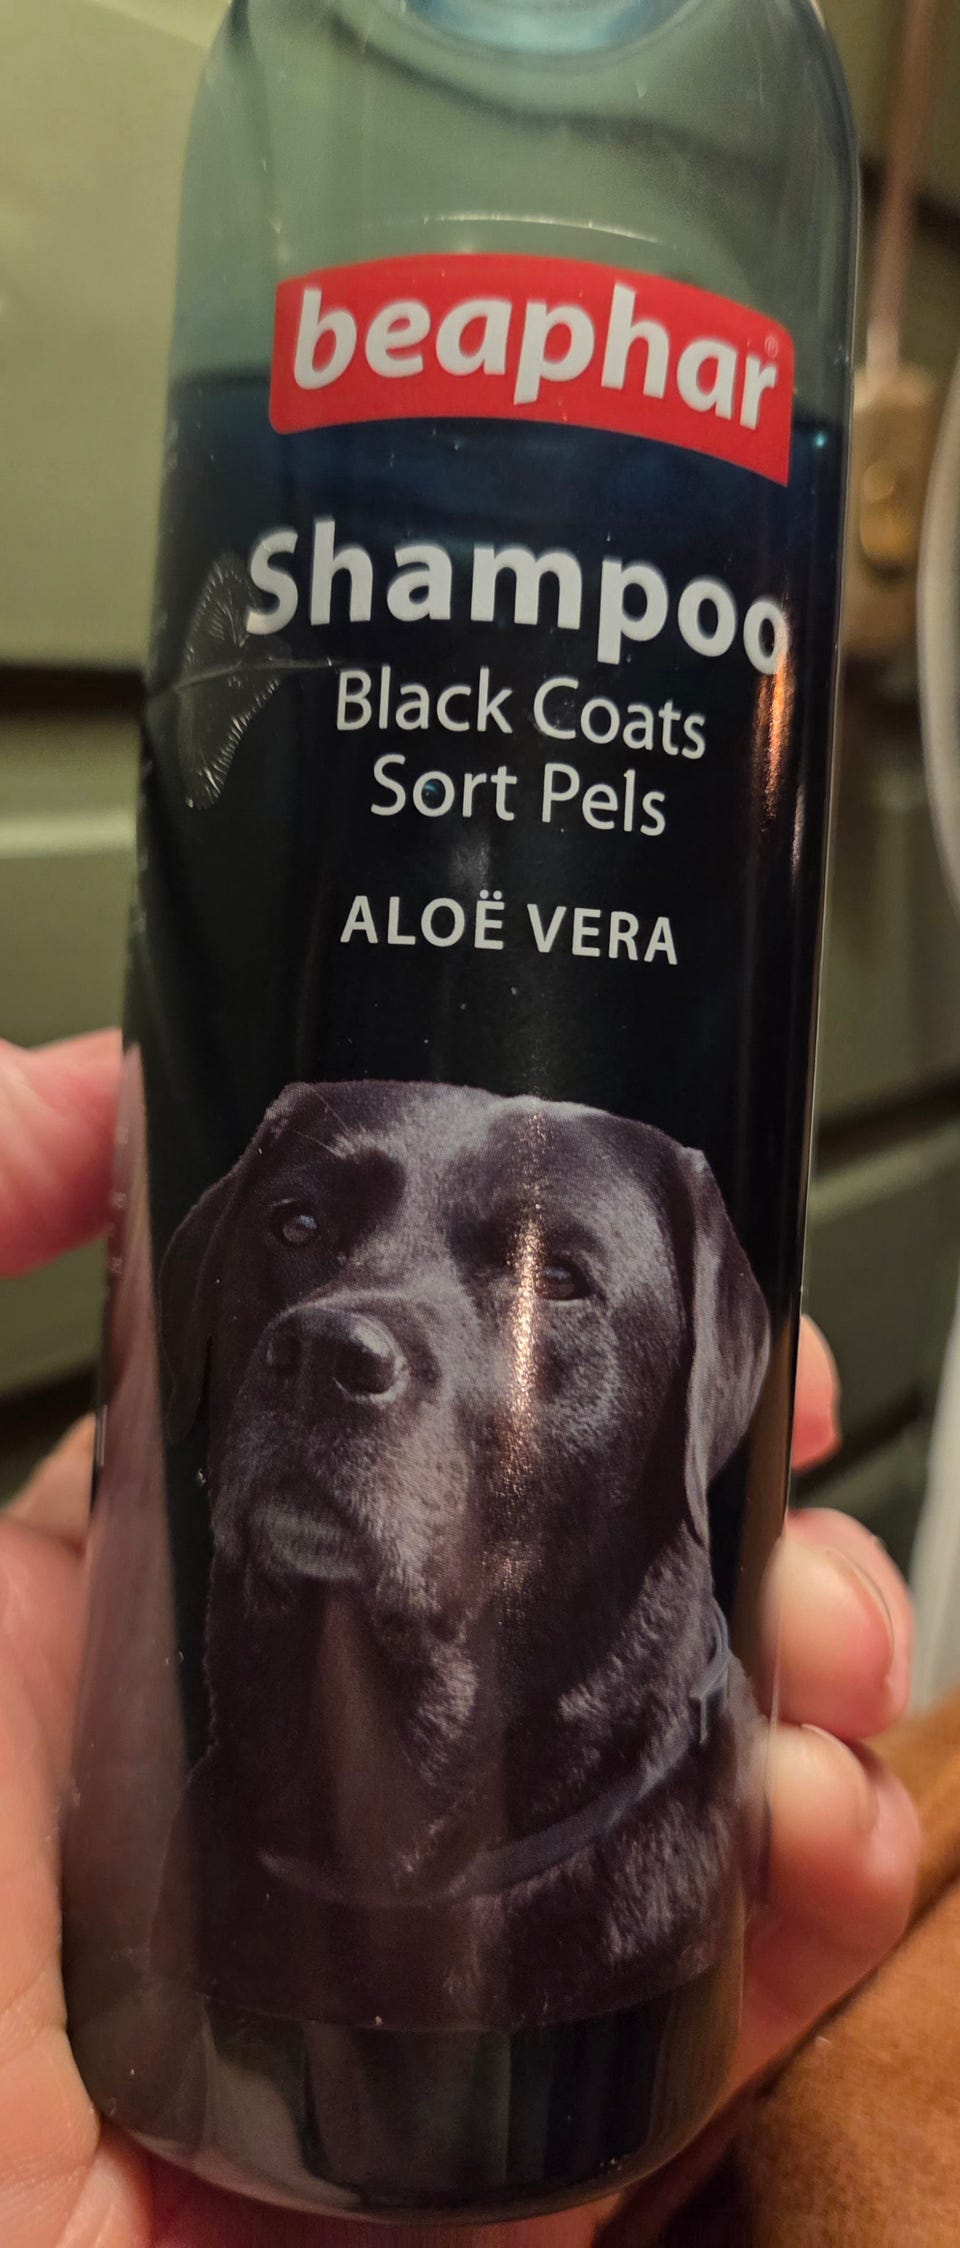 beaphar®
Shampoo
Black Coats
Sort Pels
ALOË VERA